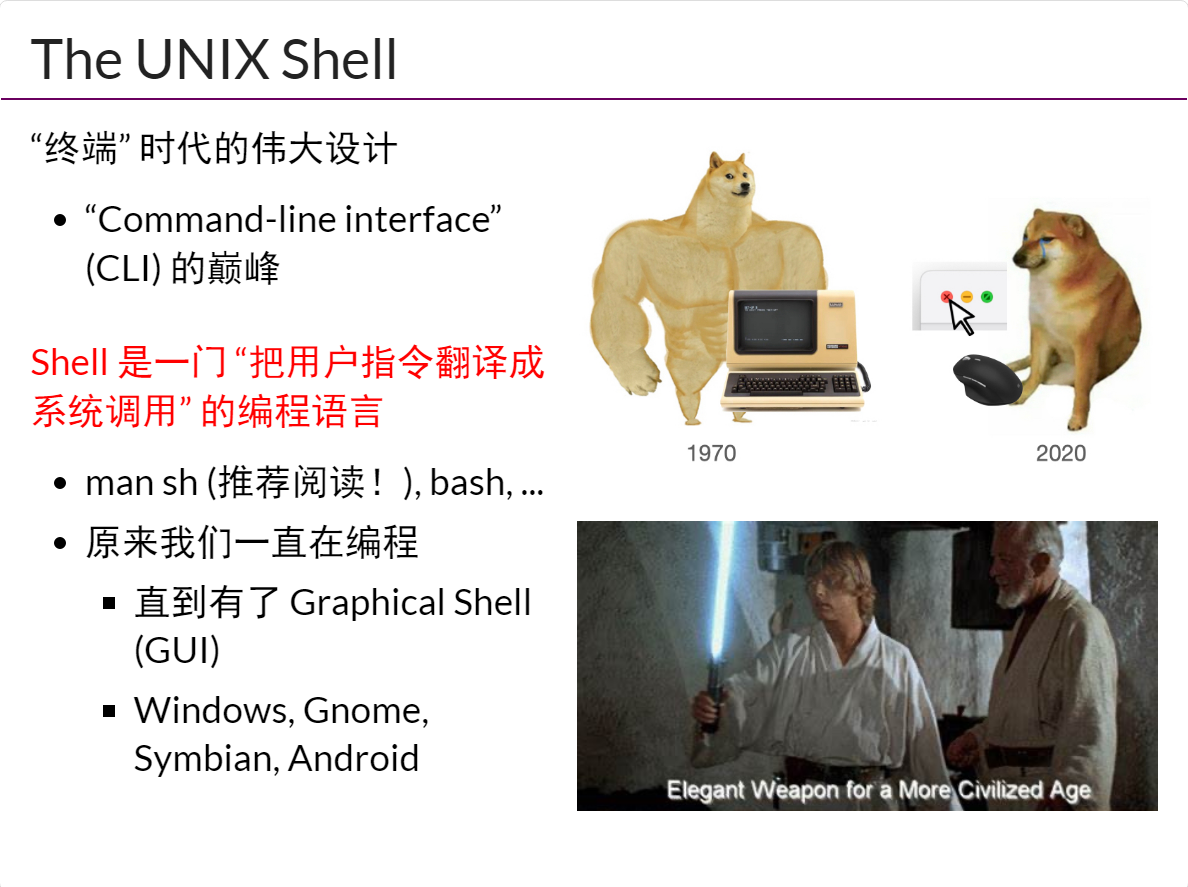 The UNIX Shell
“终端” 时代的伟大设计
“Command-line interface”
(CLI) 的巅峰
Shell 是一门 “把用户指令翻译成
系统调用” 的编程语言
man sh (推荐阅读！), bash, ...
原来我们一直在编程
直到有了 Graphical Shell
(GUI)
Windows, Gnome,
Symbian, Android
1970
2020
Elegant Weapon for a More Civilized Age